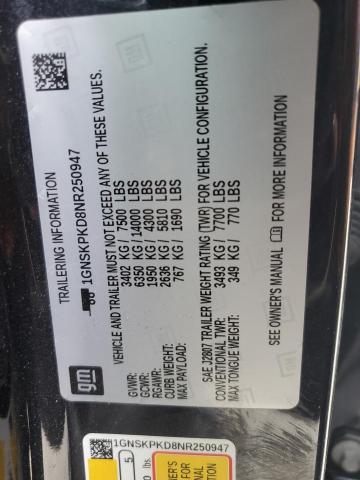 TRAILERING INFORMATION
1GNSKPKD8NR250947
VEHICLE AND TRAILER MUST NOT EXCEED ANY OF THESE VALUES.
GVWR: 3402 KG / 7500 LBS
GCWR: 6350 KG / 14000 LBS
RGAWR: 1950 KG / 4300 LBS
CURB WEIGHT: 2636 KG / 5810 LBS
MAX PAYLOAD: 767 KG / 1690 LBS
SAE J2807 TRAILER WEIGHT RATING (TWR) FOR VEHICLE CONFIGURATION.
CONVENTIONAL TWR: 3493 KG / 7700 LBS
MAX TONGUE WEIGHT: 349 KG / 770 LBS
SEE OWNER'S MANUAL FOR MORE INFORMATION
gm
1GNSKPKD8NR250947
5
lbs.
OWNER'S